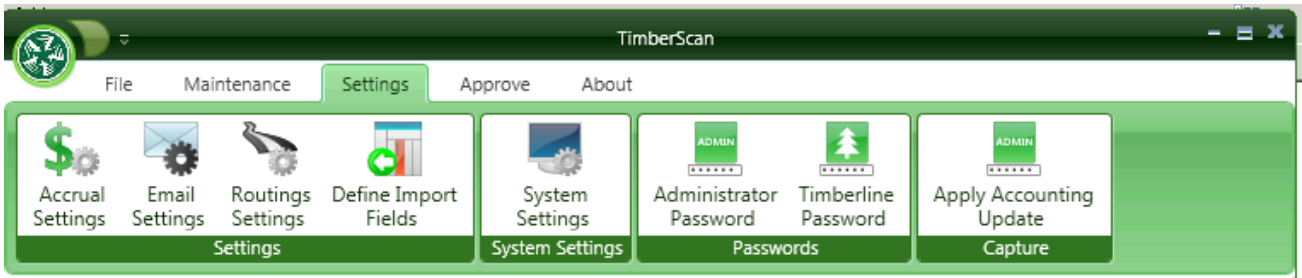 TimberScan
File Maintenance Settings Approve About
ADMIN ADMIN
Accrual Settings Email Settings Routings Settings Define Import Fields System Settings Administrator Password Timberline Password Apply Accounting Update
Settings System Settings Passwords Capture